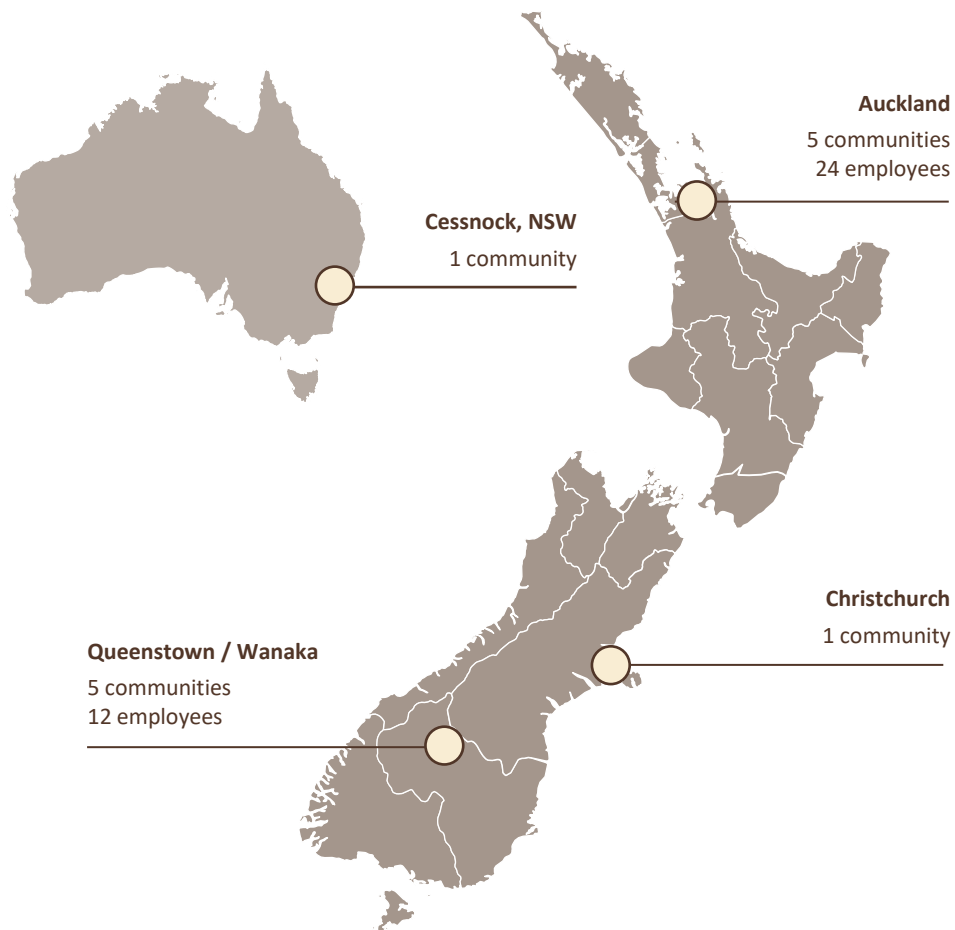 Auckland
5 communities
24 employees
Cessnock, NSW
1 community
Christchurch
1 community
Queenstown / Wanaka
5 communities
12 employees